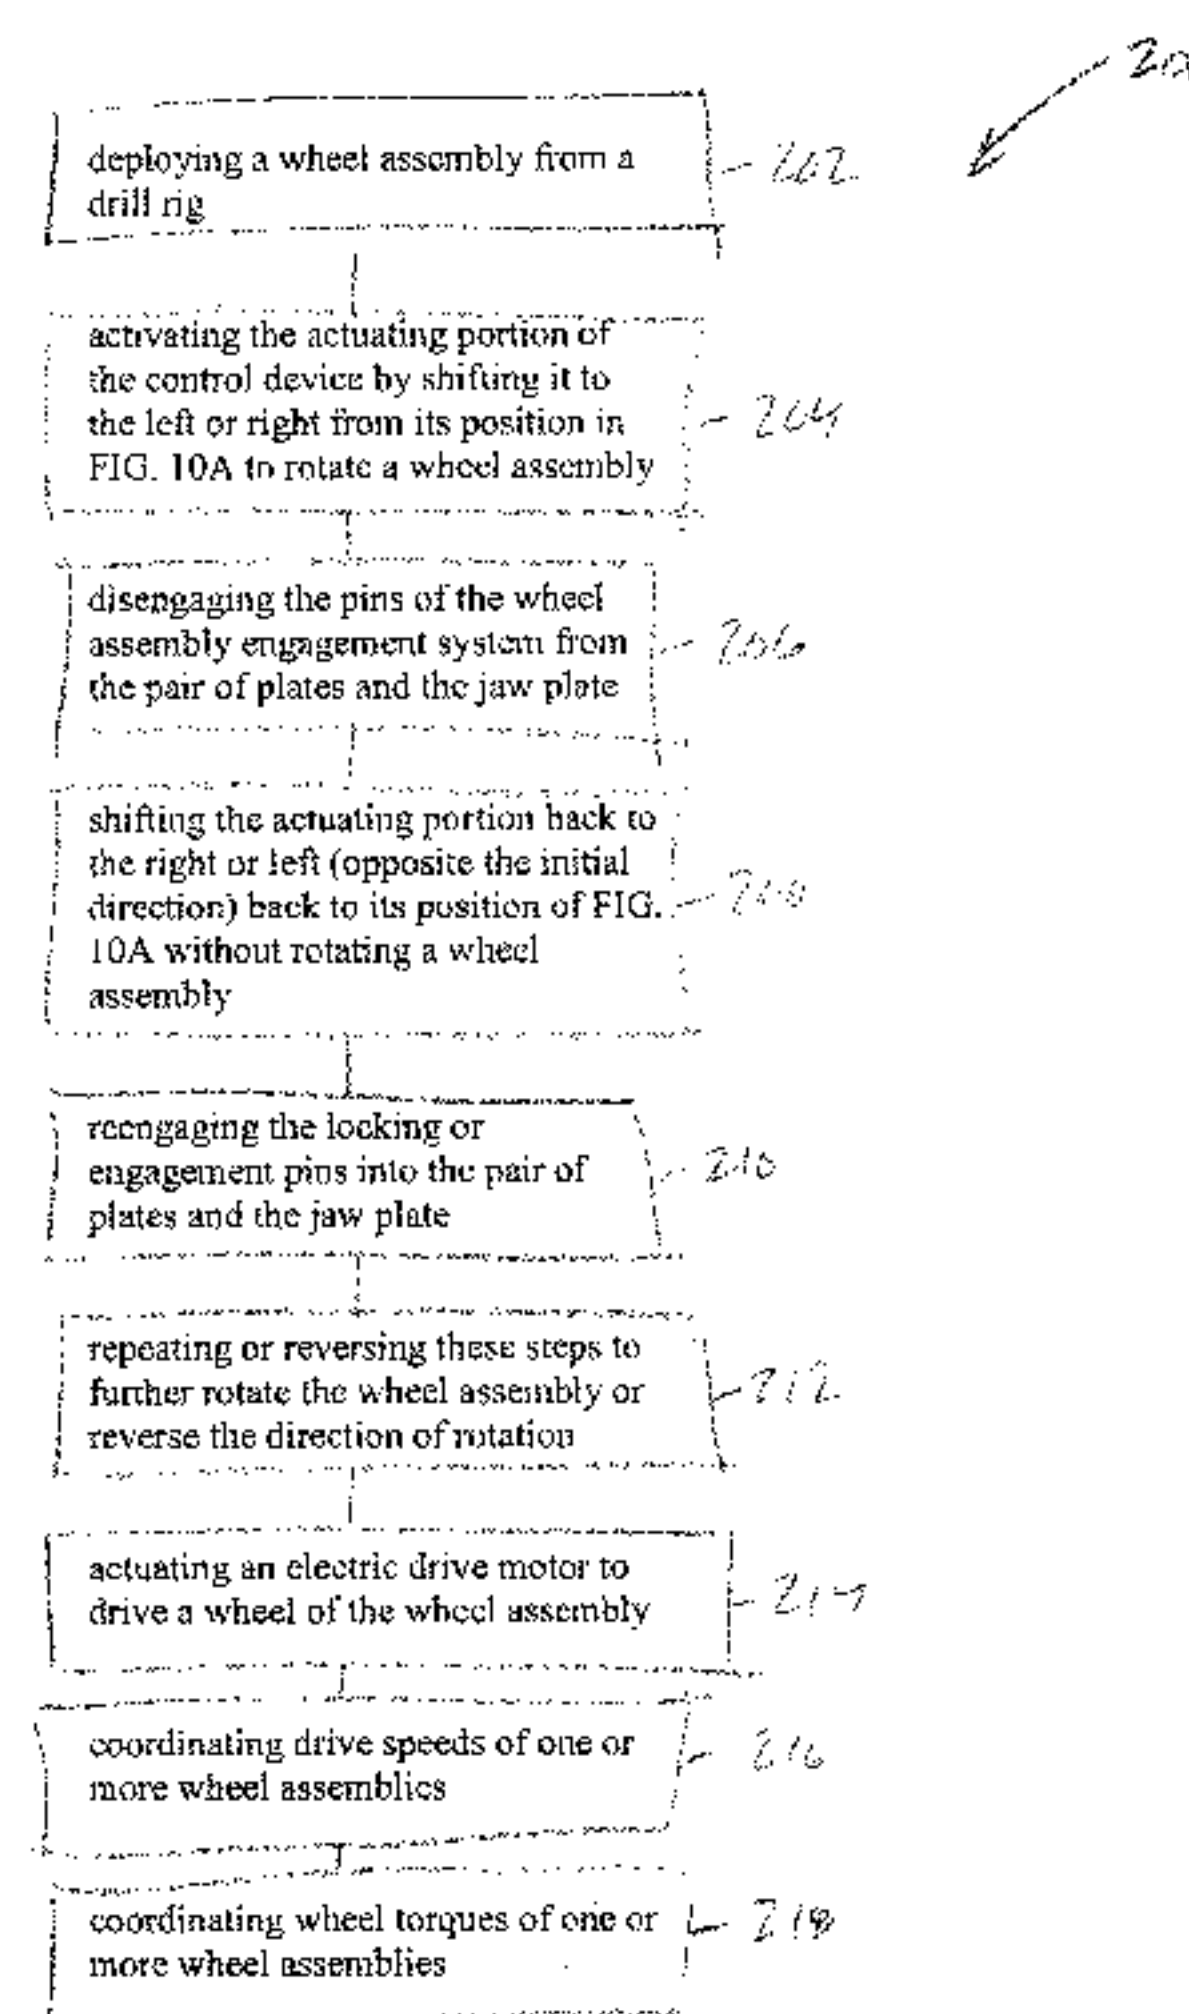 deploying a wheel assembly from a
drill rig
202
activating the actuating portion of
the control device by shifting it to
the left or right from its position in
FIG. 10A to rotate a wheel assembly
204
disengaging the pins of the wheel
assembly engagement system from
the pair of plates and the jaw plate
206
shifting the actuating portion back to
the right or left (opposite the initial
direction) back to its position of FIG.
10A without rotating a wheel
assembly
reengaging the locking or
engagement pins into the pair of
plates and the jaw plate
210
repeating or reversing these steps to
further rotate the wheel assembly or
reverse the direction of rotation
212
actuating an electric drive motor to
drive a wheel of the wheel assembly
214
coordinating drive speeds of one or
more wheel assemblies
216
coordinating wheel torques of one or
more wheel assemblies
218